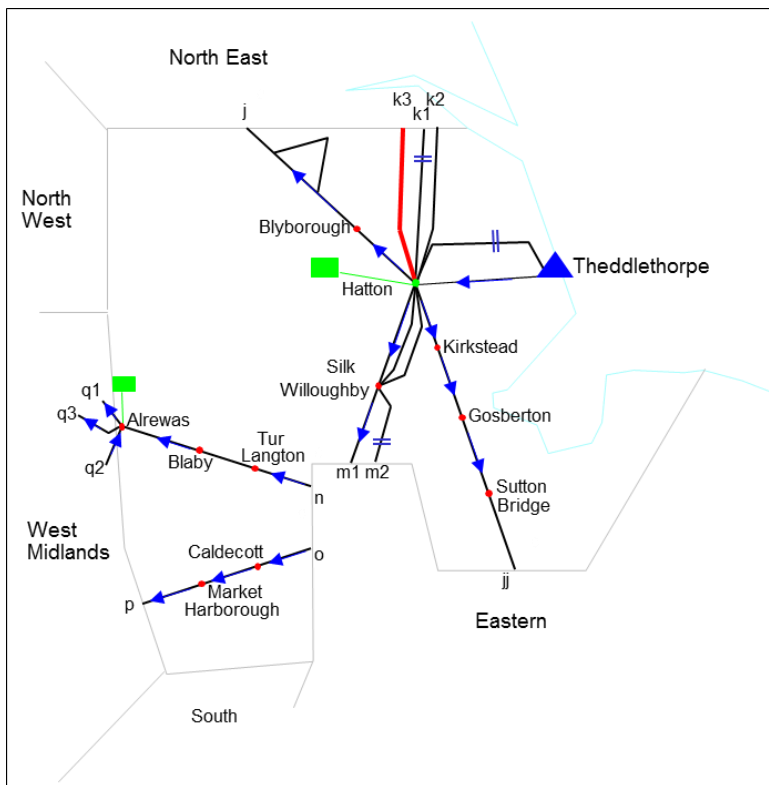 North East
k3
k2
j
k1
North
West
Blyborough
Theddlethorpe
Hatton
Kirkstead
Silk
Willoughby
q1
q3
Alrewas
Gosberton
Tur
Langton
q2
Blaby
m1
m2
n
Sutton
Bridge
West
Midlands
Caldecott
o
Market
Harborough
p
jj
Eastern
South